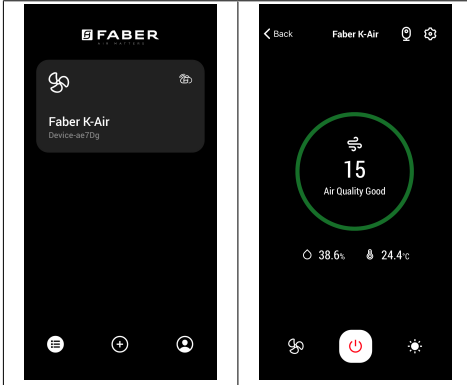 FABER
AIR MATTERS
Faber K-Air
Device-ae7Dg
Back
Faber K-Air
15
Air Quality Good
38.6%
24.4°C